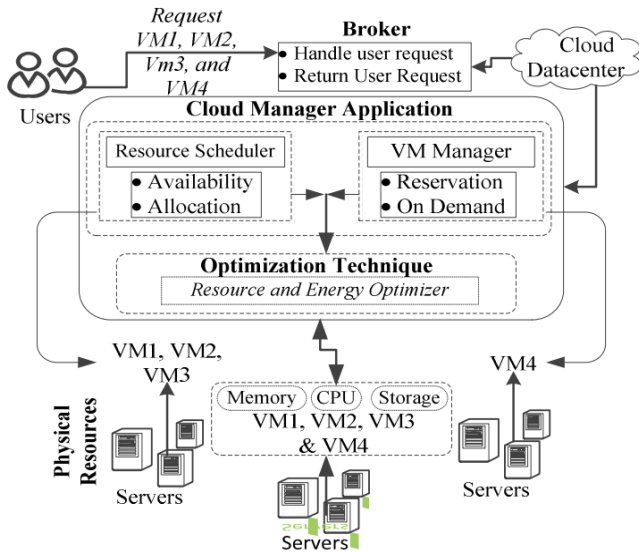 Request
VM1, VM2,
Vm3, and
VM4
Users
Broker
• Handle user request
• Return User Request
Cloud
Datacenter
Cloud Manager Application
Resource Scheduler
• Availability
• Allocation
VM Manager
• Reservation
• On Demand
Optimization Technique
Resource and Energy Optimizer
VM1, VM2,
VM3
VM4
Memory
CPU
Storage
VM1, VM2, VM3
& VM4
Physical
Resources
Servers
Servers
Servers
Servers